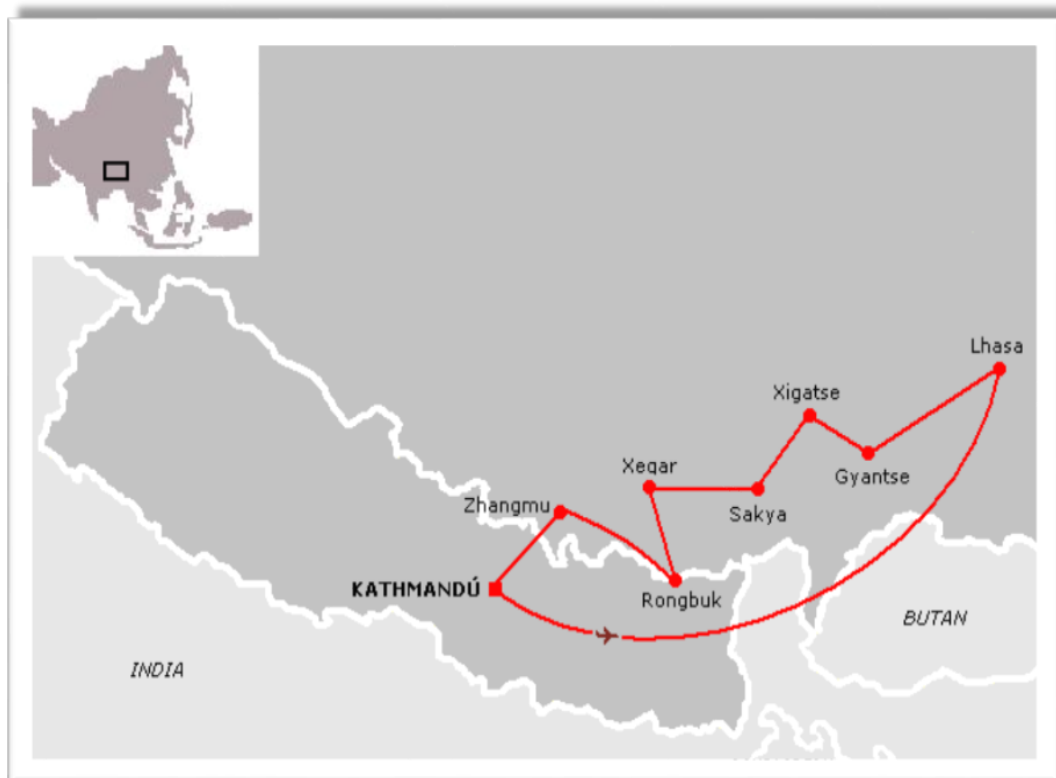 Lhasa
Xigatse
Gyantse
Xegar
Sakya
Zhangmu
KATHMANDÚ
Rongbuk
BUTAN
INDIA